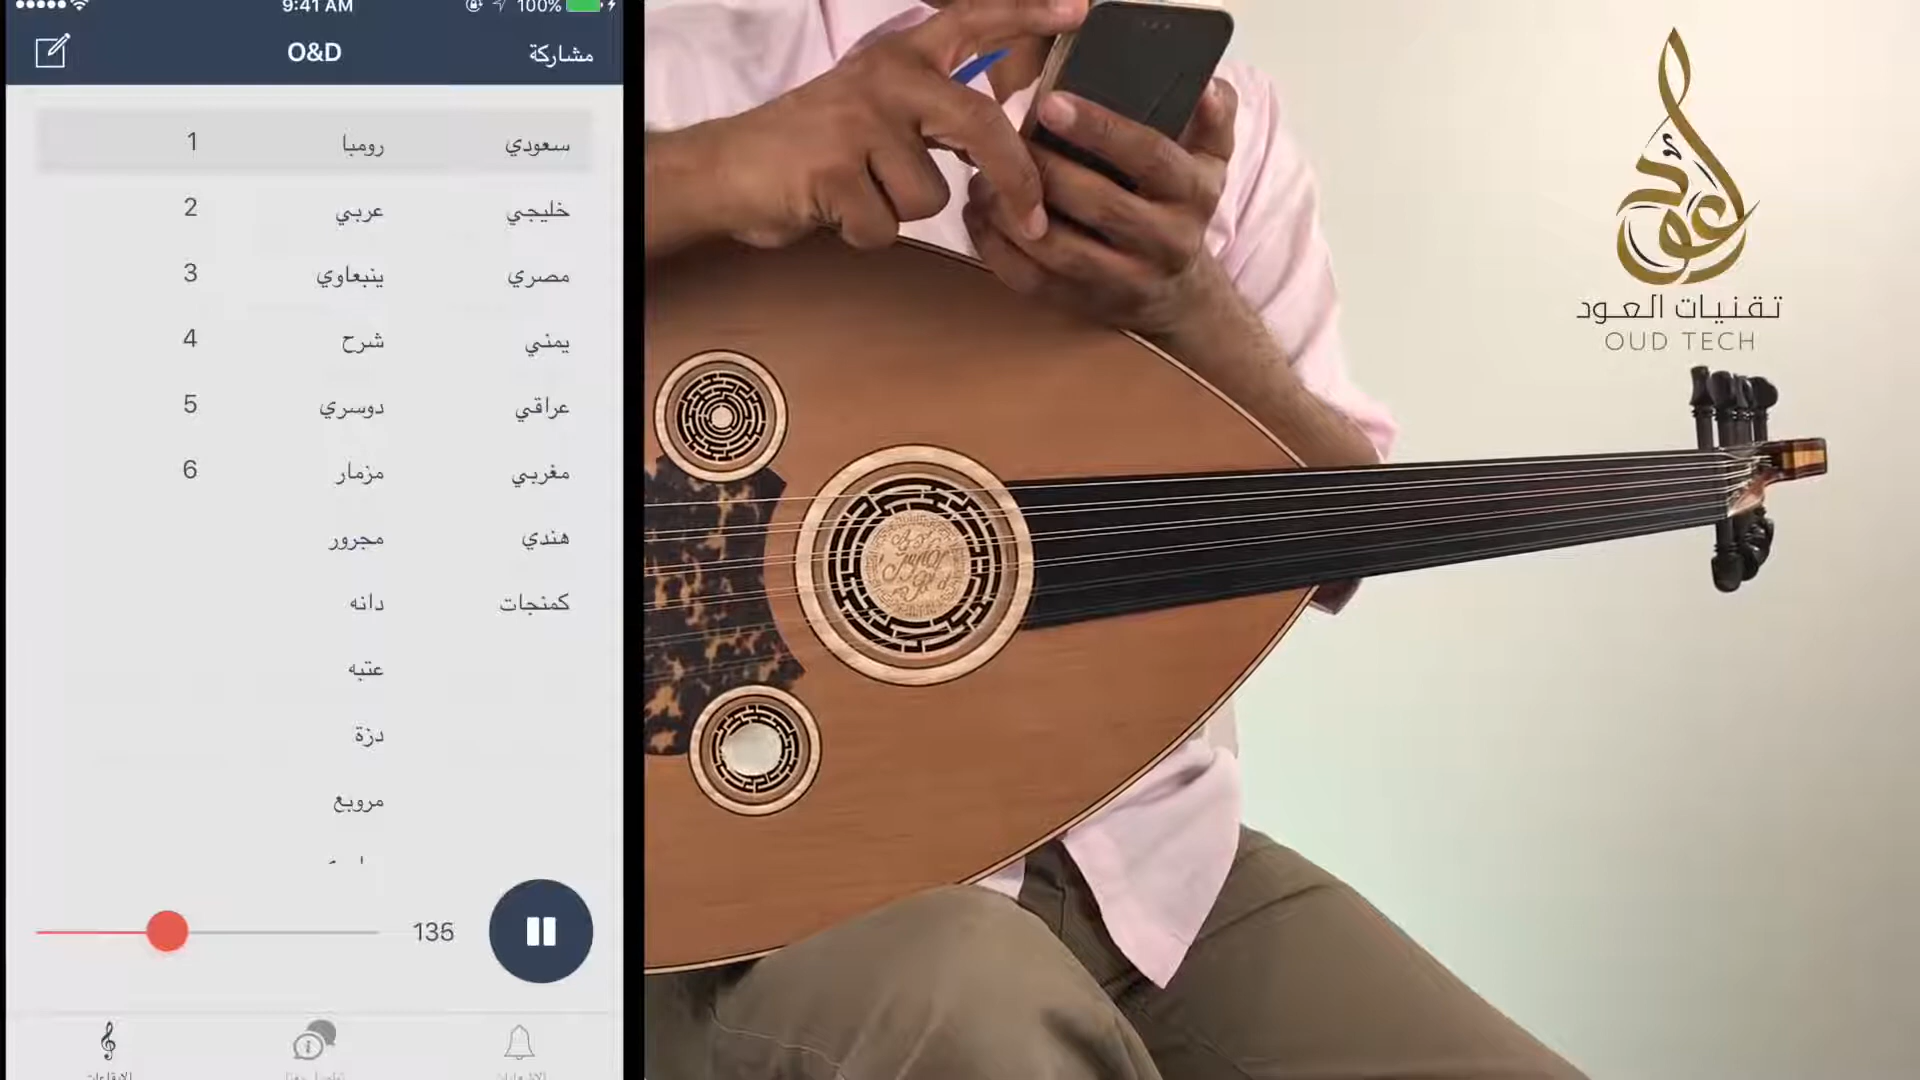 9:41 AM 100%
O&D مشاركة
سعودي رومبا 1
خليجي عربي 2
مصري ينبعاوي 3
يمني شرح 4
عراقي دوسري 5
مغربي مزمار 6
هندي مجرور
كمنجات دانه
عتبه
دزة
مروبع
135
تقنيات العود
OUD TECH